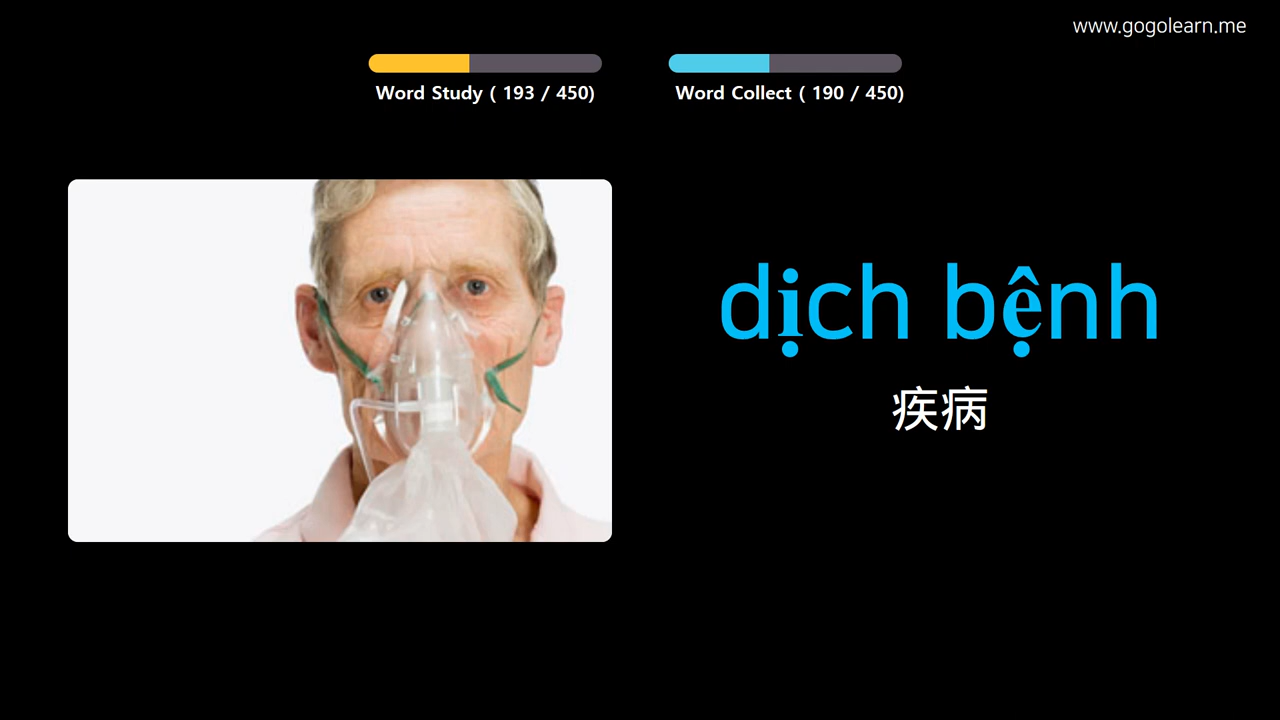 www.gogolearn.me
Word Study ( 193 / 450)
Word Collect ( 190 / 450)
dịch bệnh
疾病